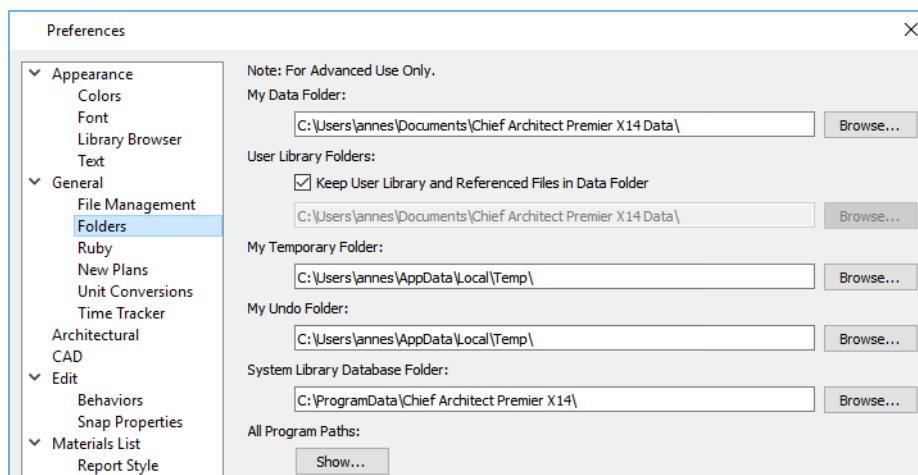 Preferences
Appearance
Colors
Font
Library Browser
Text
General
File Management
Folders
Ruby
New Plans
Unit Conversions
Time Tracker
Architectural
CAD
Edit
Behaviors
Snap Properties
Materials List
Report Style
Note: For Advanced Use Only.
My Data Folder:
C:\Users\annes\Documents\Chief Architect Premier X14 Data\
Browse...
User Library Folders:
Keep User Library and Referenced Files in Data Folder
C:\Users\annes\Documents\Chief Architect Premier X14 Data\
Browse...
My Temporary Folder:
C:\Users\annes\AppData\Local\Temp\
Browse...
My Undo Folder:
C:\Users\annes\AppData\Local\Temp\
Browse...
System Library Database Folder:
C:\ProgramData\Chief Architect Premier X14\
Browse...
All Program Paths:
Show...